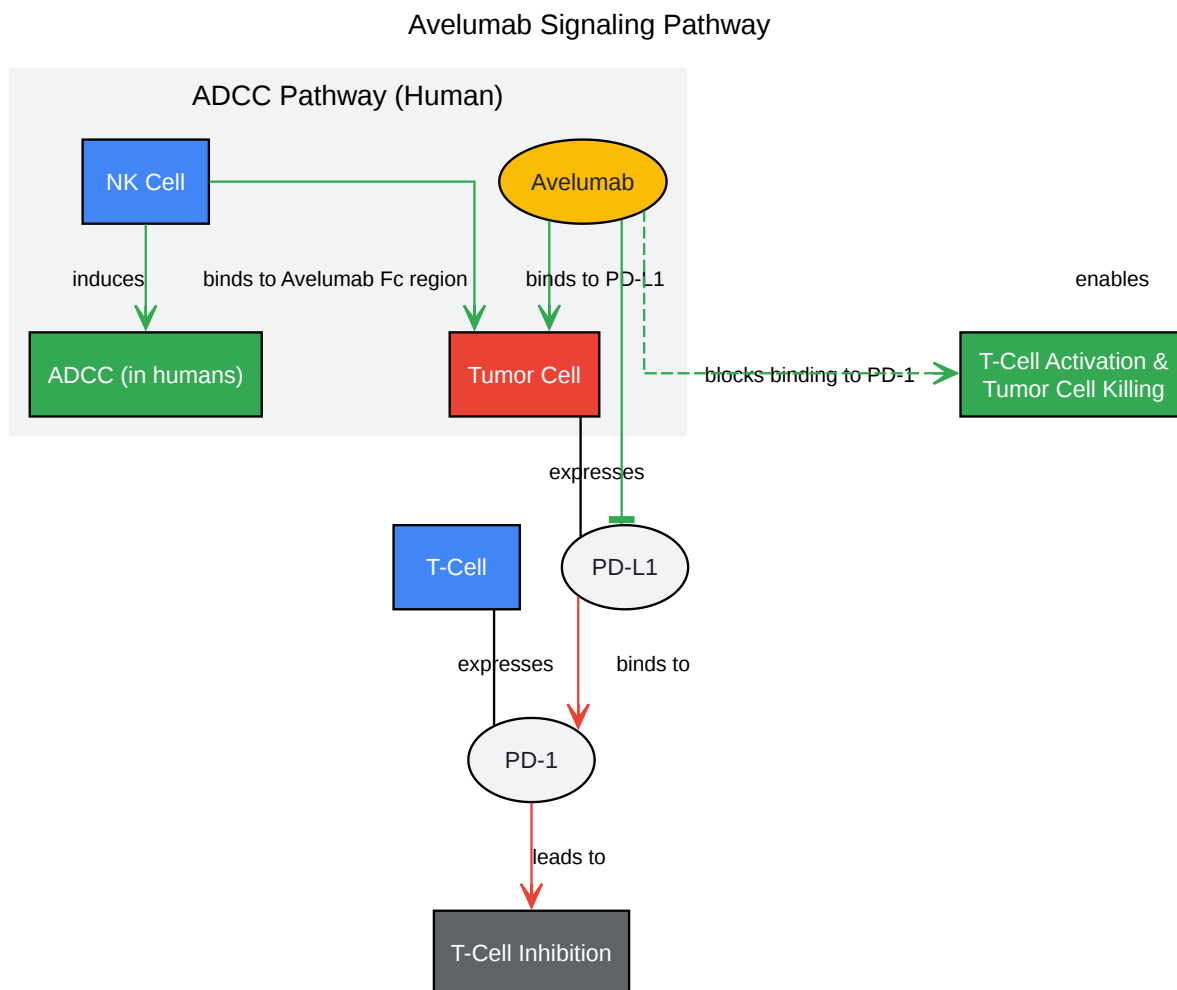 Avelumab Signaling Pathway
ADCC Pathway (Human)
NK Cell
Avelumab
induces
binds to Avelumab Fc region
binds to PD-L1
enables
ADCC (in humans)
Tumor Cell
blocks binding to PD-1
T-Cell Activation &
Tumor Cell Killing
expresses
T-Cell
PD-L1
expresses
binds to
PD-1
leads to
T-Cell Inhibition